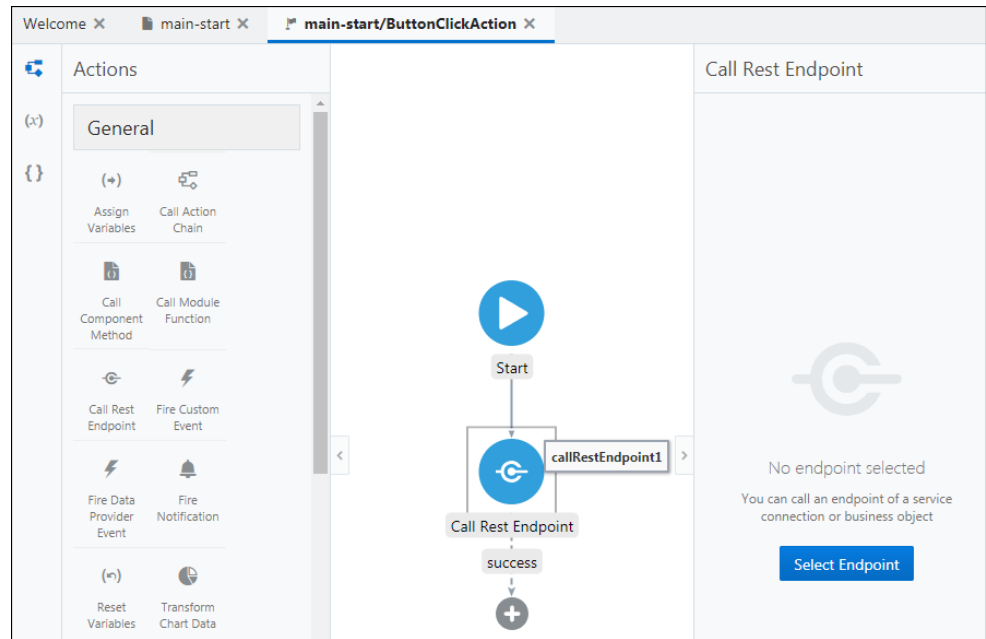 Welcome × main-start × main-start/ButtonClickAction ×
Actions
(x)
{}
General
Assign
Variables
Call Action
Chain
Call
Component
Method
Call Module
Function
Call Rest
Endpoint
Fire Custom
Event
Fire Data
Provider
Event
Fire
Notification
Reset
Variables
Transform
Chart Data
Start
callRestEndpoint1
Call Rest Endpoint
success
Call Rest Endpoint
No endpoint selected
You can call an endpoint of a service
connection or business object
Select Endpoint